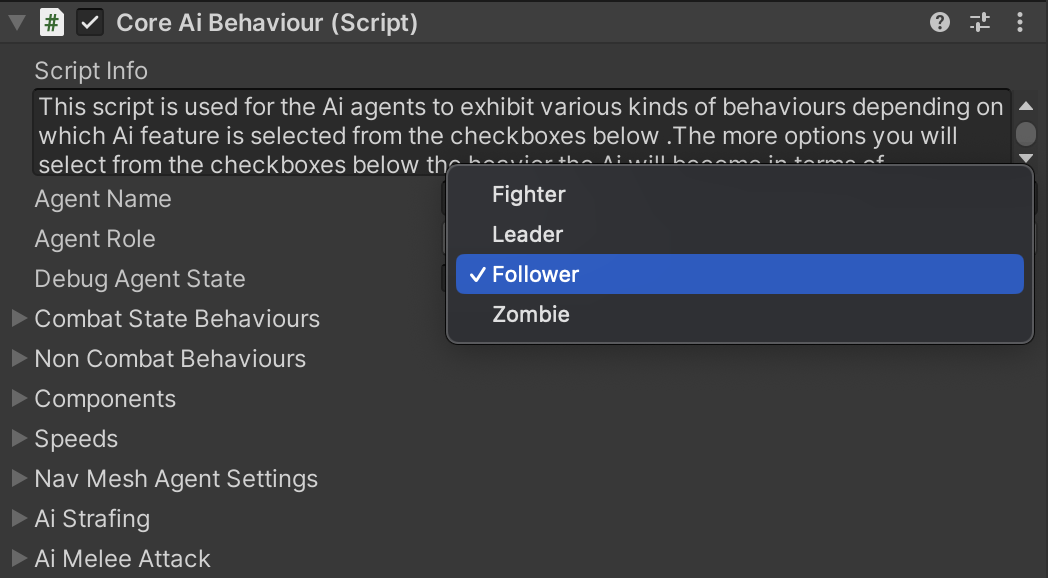 # Core Ai Behaviour (Script)
Script Info
This script is used for the Ai agents to exhibit various kinds of behaviours depending on
which Ai feature is selected from the checkboxes below .The more options you will
select from the checkboxes below the heavier the Ai will become in terms of
Agent Name
Agent Role
Debug Agent State
Fighter
Leader
✓ Follower
Zombie
Combat State Behaviours
Non Combat Behaviours
Components
Speeds
Nav Mesh Agent Settings
Ai Strafing
Ai Melee Attack